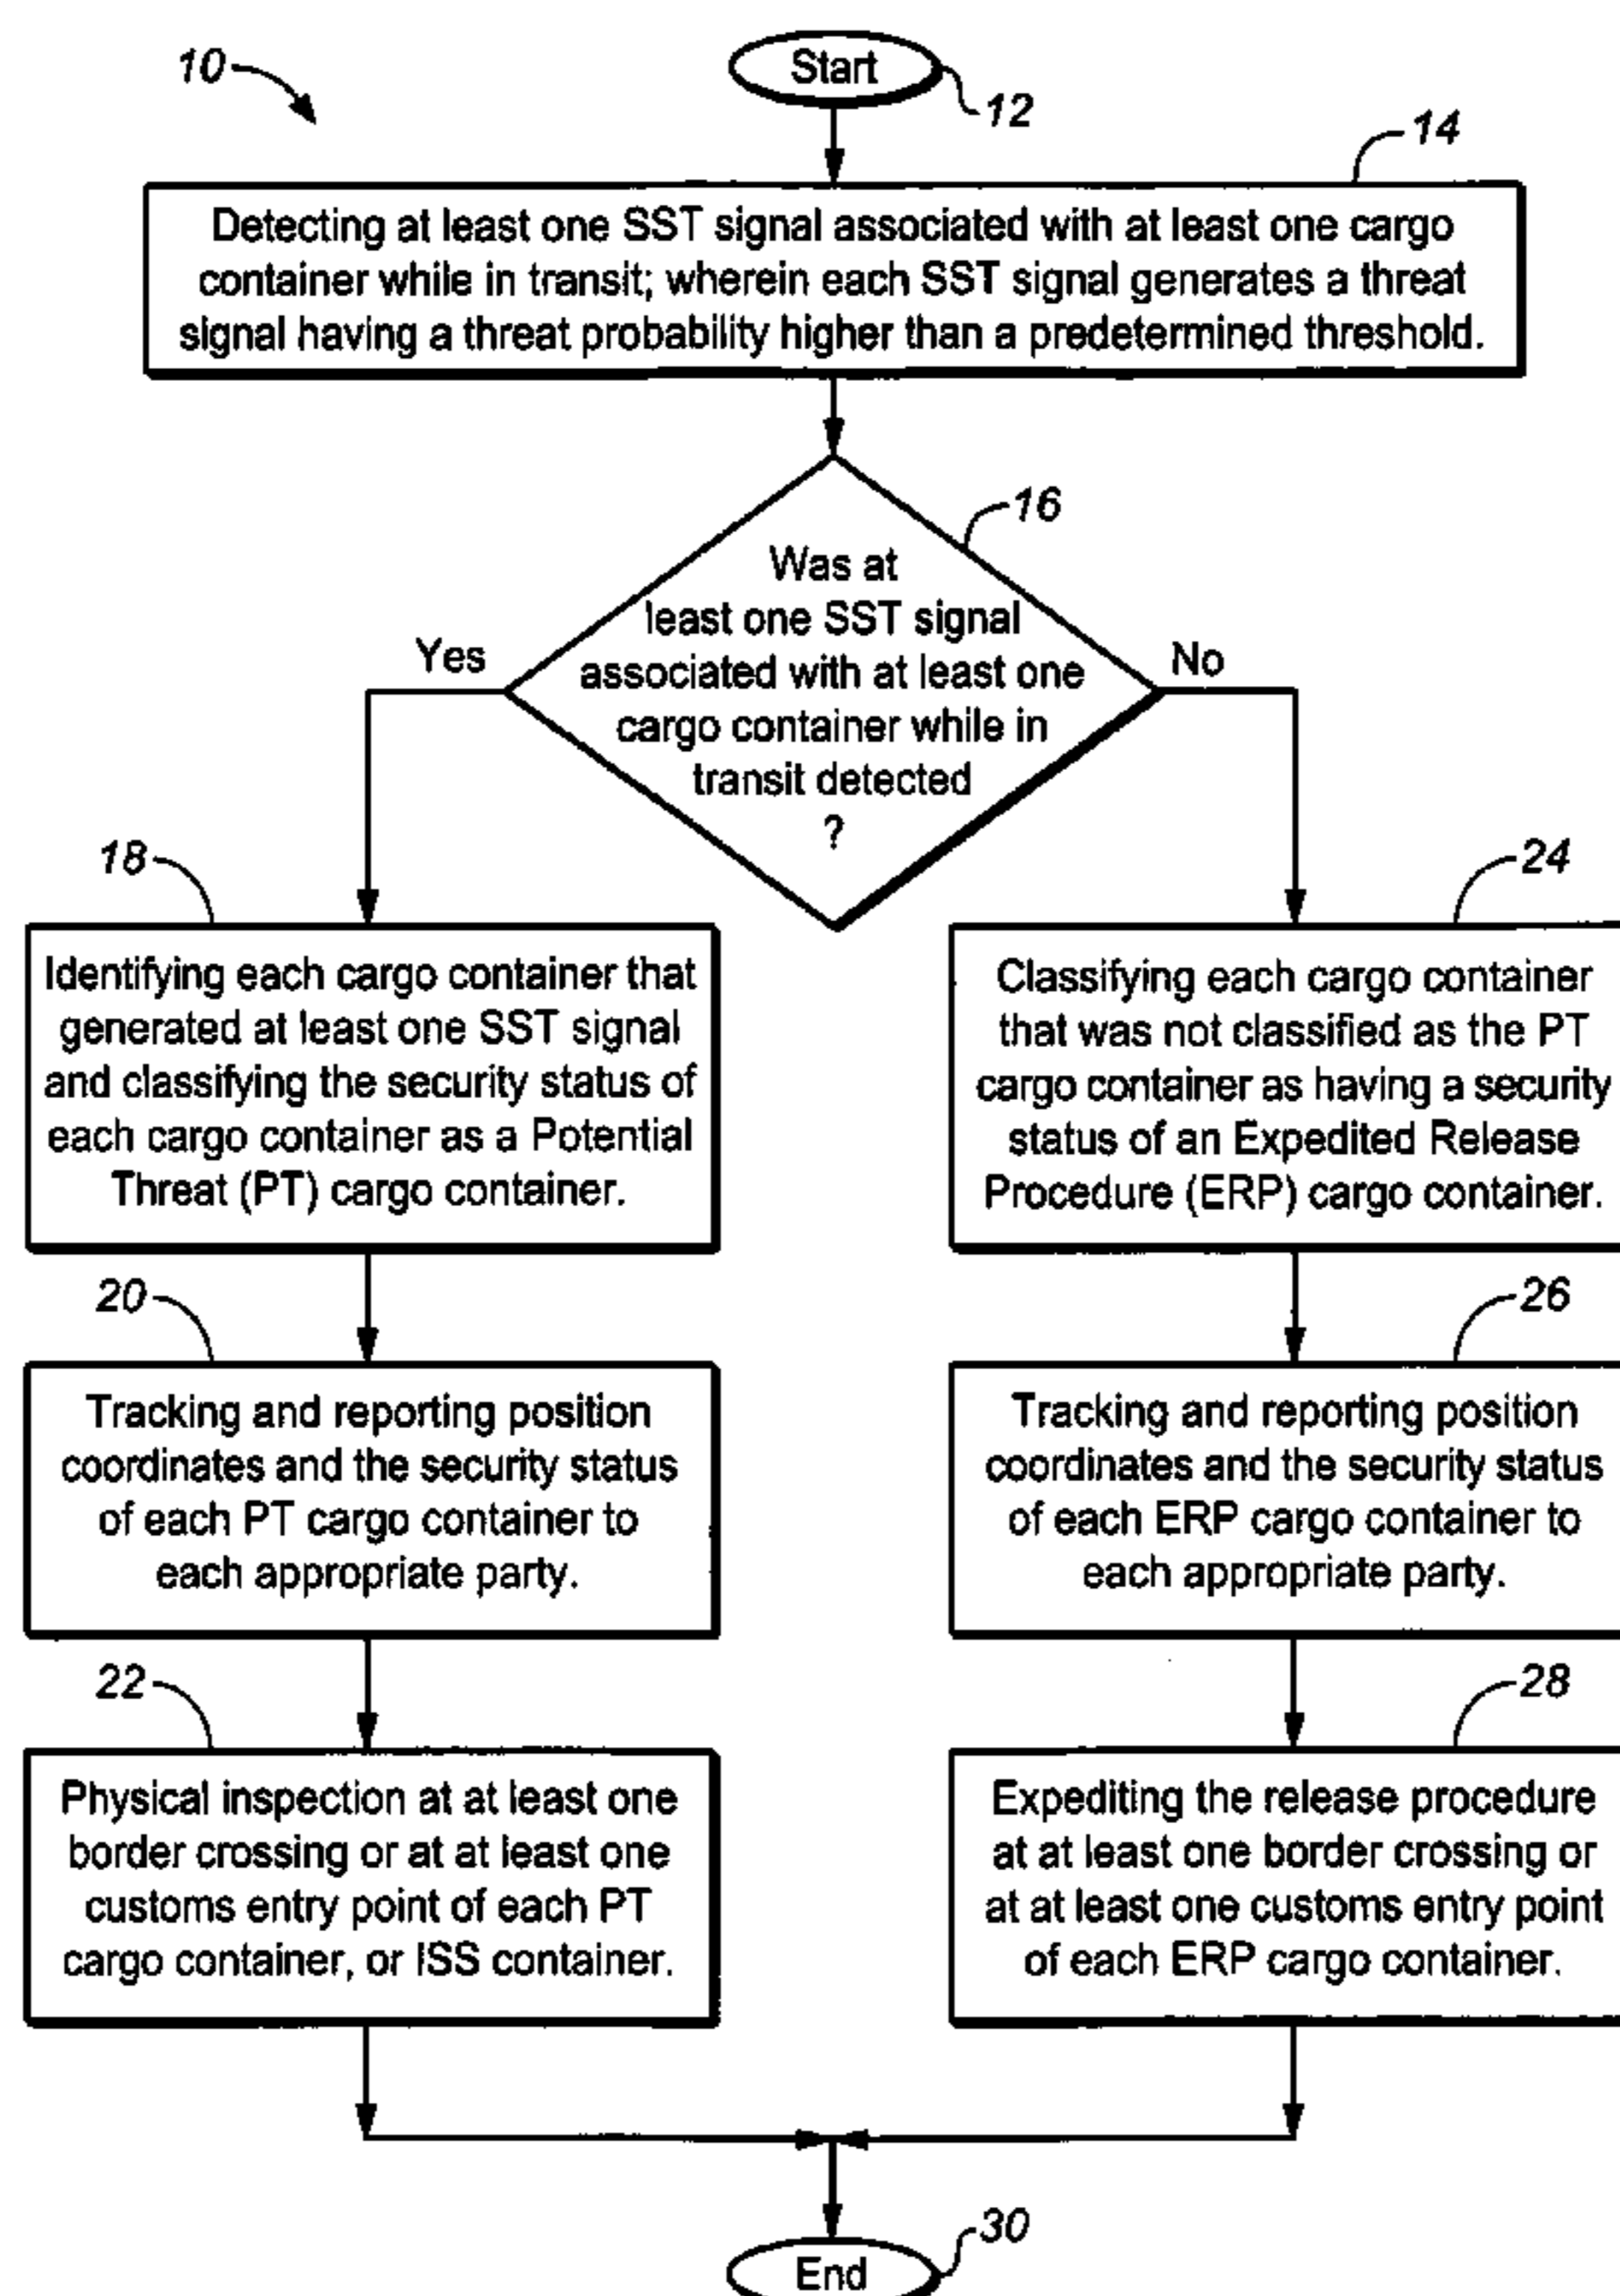 10
Start
12
14
Detecting at least one SST signal associated with at least one cargo
container while in transit; wherein each SST signal generates a threat
signal having a threat probability higher than a predetermined threshold.
16
Was at
least one SST signal
associated with at least one
cargo container while in
transit detected
?
Yes
No
18
Identifying each cargo container that
generated at least one SST signal
and classifying the security status of
each cargo container as a Potential
Threat (PT) cargo container.
24
Classifying each cargo container
that was not classified as the PT
cargo container as having a security
status of an Expedited Release
Procedure (ERP) cargo container.
20
Tracking and reporting position
coordinates and the security status
of each PT cargo container to
each appropriate party.
26
Tracking and reporting position
coordinates and the security status
of each ERP cargo container to
each appropriate party.
22
Physical inspection at at least one
border crossing or at at least one
customs entry point of each PT
cargo container, or ISS container.
28
Expediting the release procedure
at at least one border crossing or
at at least one customs entry point
of each ERP cargo container.
30
End